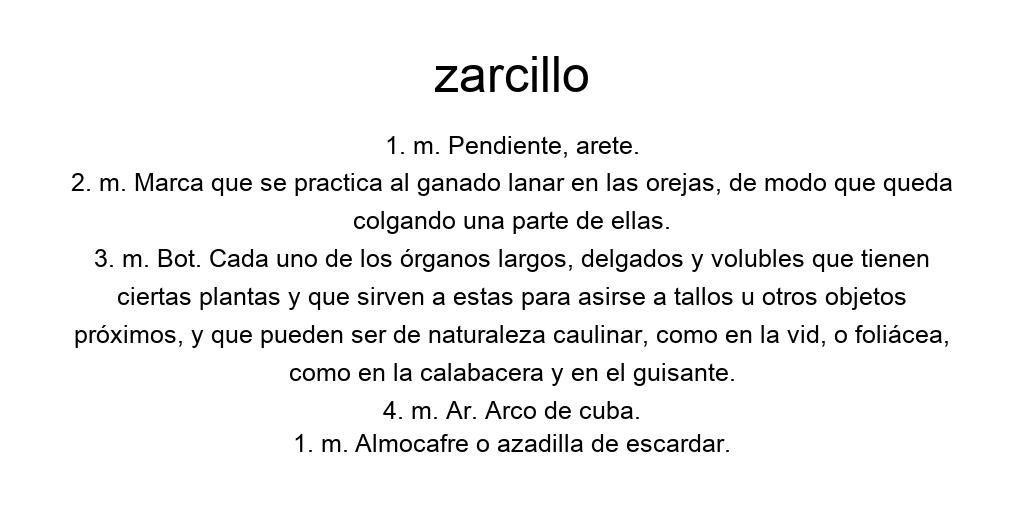 zarcillo
1. m. Pendiente, arete.
2. m. Marca que se practica al ganado lanar en las orejas, de modo que queda
colgando una parte de ellas.
3. m. Bot. Cada uno de los órganos largos, delgados y volubles que tienen
ciertas plantas y que sirven a estas para asirse a tallos u otros objetos
próximos, y que pueden ser de naturaleza caulinar, como en la vid, o foliácea,
como en la calabacera y en el guisante.
4. m. Ar. Arco de cuba.
1. m. Almocafre o azadilla de escardar.